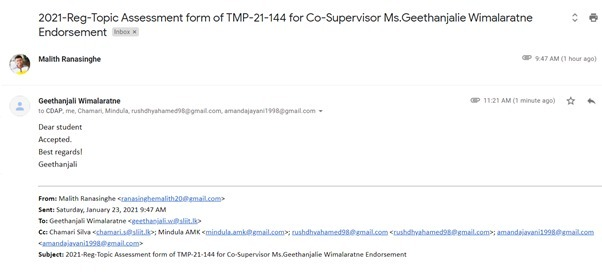 2021-Reg-Topic Assessment form of TMP-21-144 for Co-Supervisor Ms.Geethanjalie Wimalaratne
Endorsement Inbox ×
Malith Ranasinghe 9:47 AM (1 hour ago)
Geethanjali Wimalaratne 11:21 AM (1 minute ago)
to CDAP, me, Chamari, Mindula, rushdhyahamed98@gmail.com, amandajayani1998@gmail.com
Dear student
Accepted.
Best regards!
Geethanjali
From: Malith Ranasinghe <ranasinghemalith20@gmail.com>
Sent: Saturday, January 23, 2021 9:47 AM
To: Geethanjali Wimalaratne <geethanjali.w@sliit.lk>
Cc: Chamari Silva <chamari.s@sliit.lk>; Mindula AMK <mindula.amk@gmail.com>; rushdhyahamed98@gmail.com <rushdhyahamed98@gmail.com>; amandajayani1998@gmail.com
<amandajayani1998@gmail.com>
Subject: 2021-Reg-Topic Assessment form of TMP-21-144 for Co-Supervisor Ms.Geethanjalie Wimalaratne Endorsement